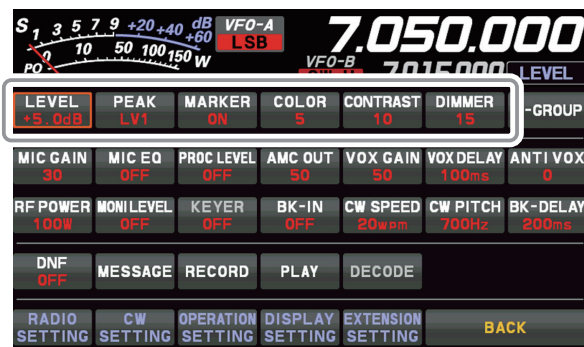 S 1 3 5 7 9 +20 +40 +60 dB
PO 0 10 50 100 150 W
VFO-A
LSB
7.050.000
VFO-B
7.015.000
LEVEL
LEVEL PEAK MARKER COLOR CONTRAST DIMMER -GROUP
+5.0dB LV1 ON 5 10 15
MIC GAIN MIC EQ PROC LEVEL AMC OUT VOX GAIN VOX DELAY ANTI VOX
30 OFF OFF 50 50 100ms 0
RF POWER MONI LEVEL KEYER BK-IN CW SPEED CW PITCH BK-DELAY
100W OFF OFF OFF 20wpm 700Hz 200ms
DNF MESSAGE RECORD PLAY DECODE
OFF
RADIO CW OPERATION DISPLAY EXTENSION BACK
SETTING SETTING SETTING SETTING SETTING